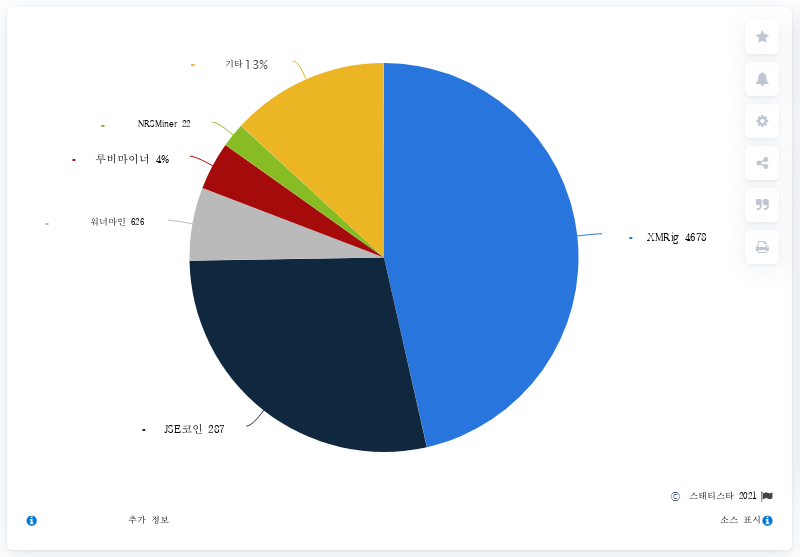 기타 13%
NRSMiner 22
루비마이너 4%
워너마인 626
XMRig 4678
JSE코인 287
© 스태티스타 2021
추가 정보
소스 표시